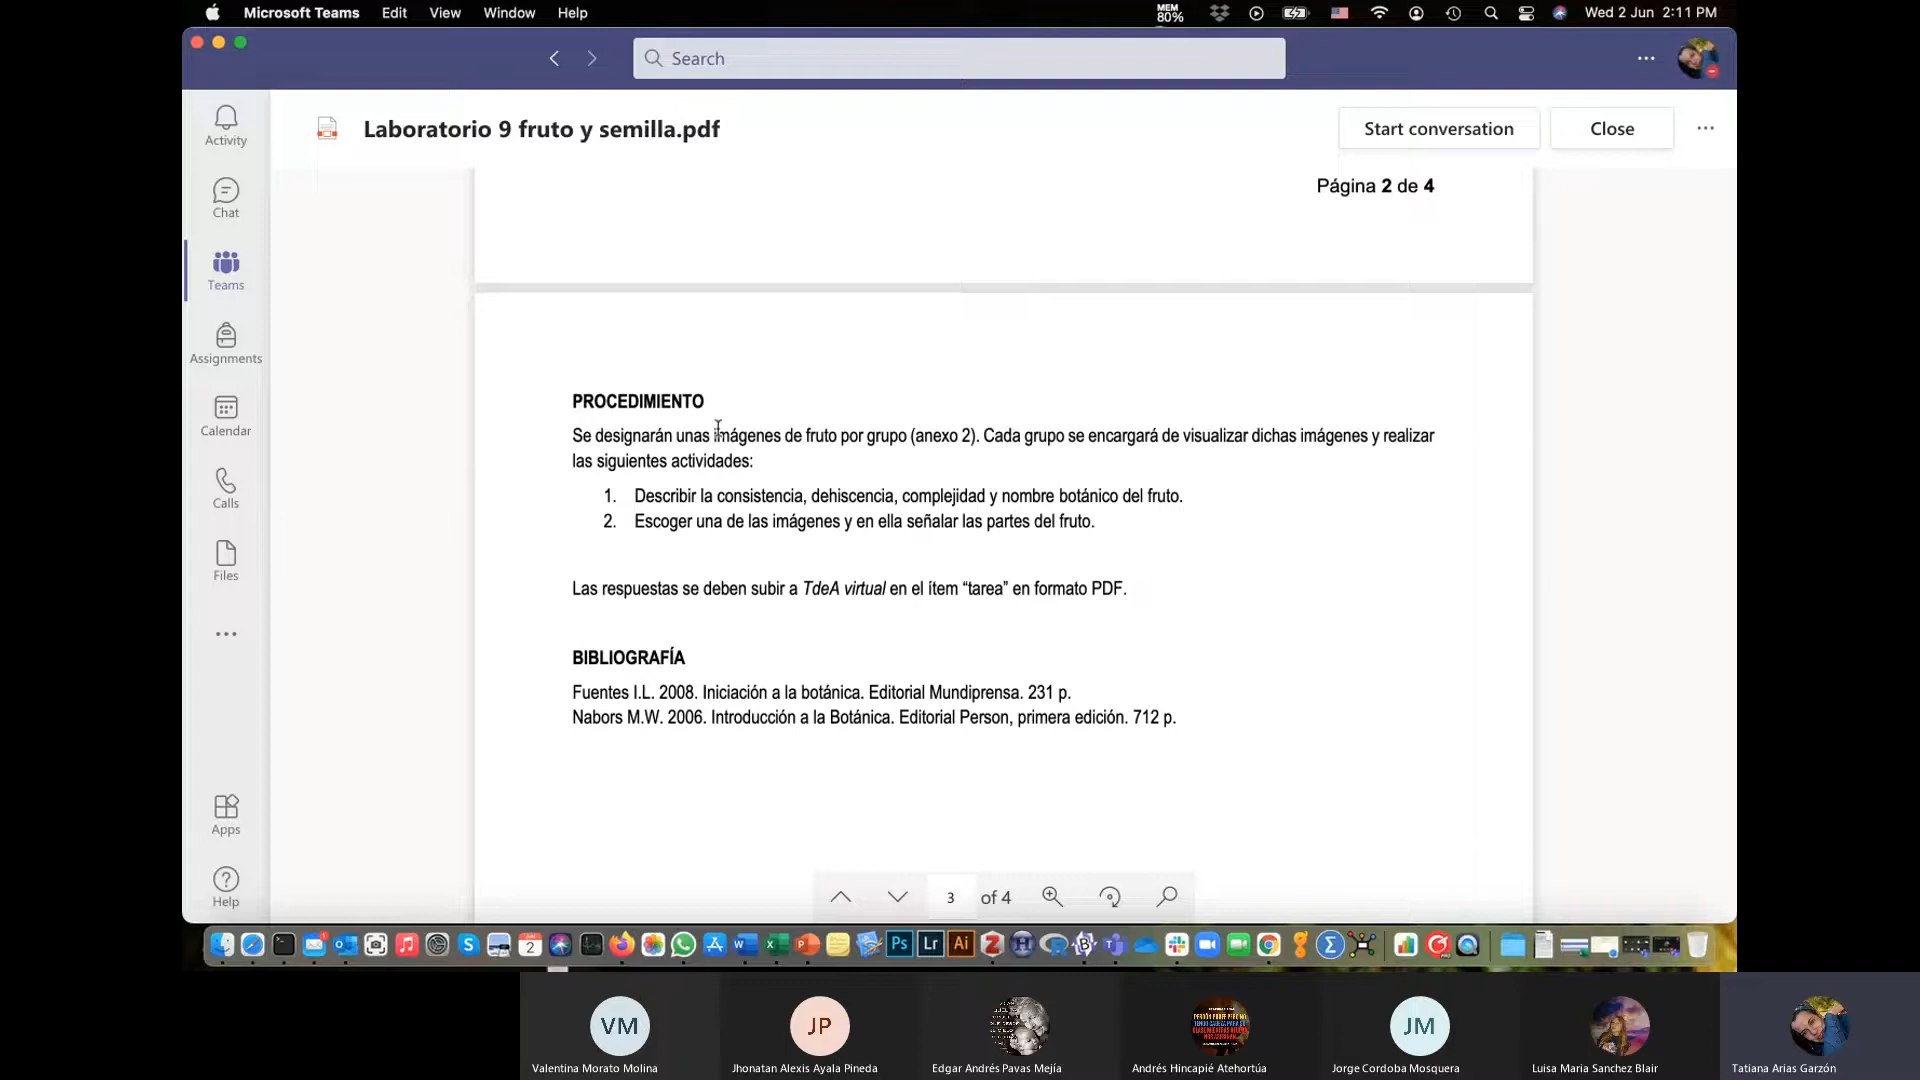 Microsoft Teams Edit View Window Help
MEM 80% Wed 2 Jun 2:11 PM
Search
Activity
Chat
Teams
Assignments
Calendar
Calls
Files
Apps
Help
Laboratorio 9 fruto y semilla.pdf
Start conversation Close
Página 2 de 4
PROCEDIMIENTO
Se designarán unas imágenes de fruto por grupo (anexo 2). Cada grupo se encargará de visualizar dichas imágenes y realizar
las siguientes actividades:
1. Describir la consistencia, dehiscencia, complejidad y nombre botánico del fruto.
2. Escoger una de las imágenes y en ella señalar las partes del fruto.
Las respuestas se deben subir a TdeA virtual en el ítem “tarea” en formato PDF.
BIBLIOGRAFÍA
Fuentes I.L. 2008. Iniciación a la botánica. Editorial Mundiprensa. 231 p.
Nabors M.W. 2006. Introducción a la Botánica. Editorial Person, primera edición. 712 p.
3 of 4
Ps Lr Ai
VM JP JM
Valentina Morato Molina
Jhonatan Alexis Ayala Pineda
Edgar Andrés Pavas Mejía
Andrés Hincapié Atehortúa
Jorge Cordoba Mosquera
Luisa Maria Sanchez Blair
Tatiana Arias Garzón